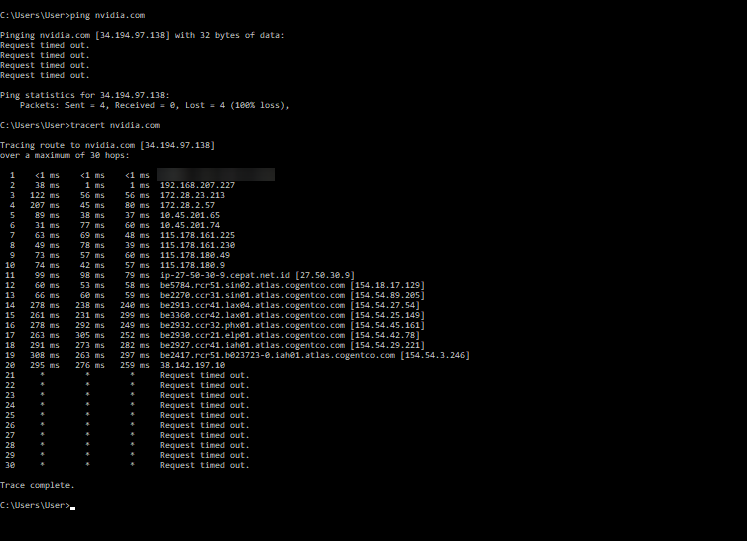 C:\Users\User>ping nvidia.com
Pinging nvidia.com [34.194.97.138] with 32 bytes of data:
Request timed out.
Request timed out.
Request timed out.
Request timed out.
Ping statistics for 34.194.97.138:
Packets: Sent = 4, Received = 0, Lost = 4 (100% loss),
C:\Users\User>tracert nvidia.com
Tracing route to nvidia.com [34.194.97.138]
over a maximum of 30 hops:
1 <1 ms <1 ms <1 ms
2 38 ms 1 ms 1 ms 192.168.207.227
3 122 ms 56 ms 56 ms 172.28.23.213
4 207 ms 45 ms 80 ms 172.28.2.57
5 89 ms 38 ms 37 ms 10.45.201.65
6 31 ms 77 ms 60 ms 10.45.201.74
7 63 ms 69 ms 48 ms 115.178.161.225
8 49 ms 78 ms 39 ms 115.178.161.230
9 73 ms 57 ms 60 ms 115.178.180.49
10 74 ms 42 ms 57 ms 115.178.180.9
11 99 ms 98 ms 79 ms ip-27-50-30-9.cepat.net.id [27.50.30.9]
12 60 ms 53 ms 58 ms be5784.rcr51.sin02.atlas.cogentco.com [154.18.17.129]
13 66 ms 60 ms 59 ms be2270.ccr31.sin01.atlas.cogentco.com [154.54.89.205]
14 278 ms 238 ms 240 ms be2913.ccr41.lax04.atlas.cogentco.com [154.54.27.54]
15 261 ms 231 ms 299 ms be3360.ccr42.lax01.atlas.cogentco.com [154.54.25.149]
16 278 ms 292 ms 249 ms be2932.ccr32.phx01.atlas.cogentco.com [154.54.45.161]
17 263 ms 305 ms 252 ms be2930.ccr21.elp01.atlas.cogentco.com [154.54.42.78]
18 291 ms 273 ms 282 ms be2927.ccr41.iah01.atlas.cogentco.com [154.54.29.221]
19 308 ms 263 ms 297 ms be2417.rcr51.b023723-0.iah01.atlas.cogentco.com [154.54.3.246]
20 295 ms 276 ms 259 ms 38.142.197.10
21 * * * Request timed out.
22 * * * Request timed out.
23 * * * Request timed out.
24 * * * Request timed out.
25 * * * Request timed out.
26 * * * Request timed out.
27 * * * Request timed out.
28 * * * Request timed out.
29 * * * Request timed out.
30 * * * Request timed out.
Trace complete.
C:\Users\User>